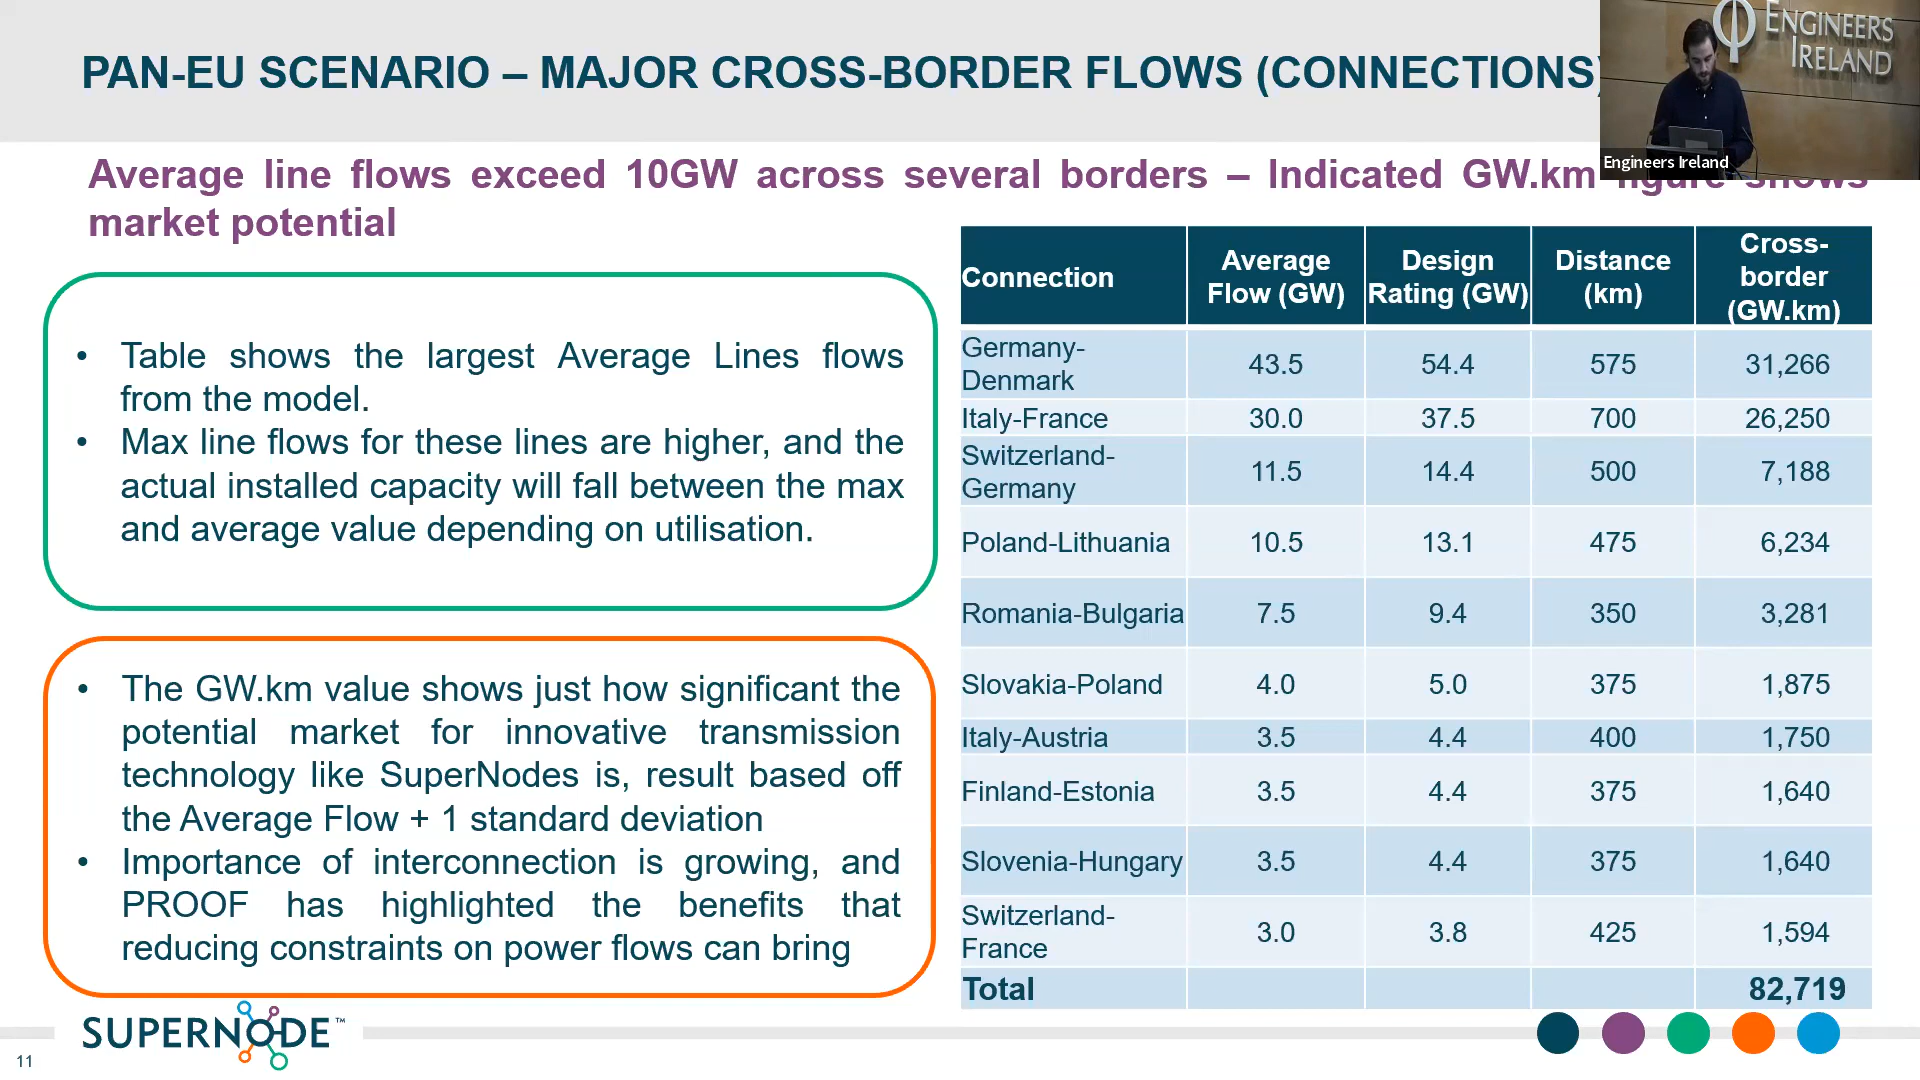 PAN-EU SCENARIO – MAJOR CROSS-BORDER FLOWS (CONNECTIONS)
ENGINEERS
IRELAND
Engineers Ireland
Average line flows exceed 10GW across several borders – Indicated GW.km figure shows
market potential
• Table shows the largest Average Lines flows
from the model.
• Max line flows for these lines are higher, and the
actual installed capacity will fall between the max
and average value depending on utilisation.
• The GW.km value shows just how significant the
potential market for innovative transmission
technology like SuperNodes is, result based off
the Average Flow + 1 standard deviation
• Importance of interconnection is growing, and
PROOF has highlighted the benefits that
reducing constraints on power flows can bring
Connection Average Flow (GW) Design Rating (GW) Distance (km) Cross-border (GW.km)
Germany-Denmark 43.5 54.4 575 31,266
Italy-France 30.0 37.5 700 26,250
Switzerland-Germany 11.5 14.4 500 7,188
Poland-Lithuania 10.5 13.1 475 6,234
Romania-Bulgaria 7.5 9.4 350 3,281
Slovakia-Poland 4.0 5.0 375 1,875
Italy-Austria 3.5 4.4 400 1,750
Finland-Estonia 3.5 4.4 375 1,640
Slovenia-Hungary 3.5 4.4 375 1,640
Switzerland-France 3.0 3.8 425 1,594
Total 82,719
SUPERNODE™
11